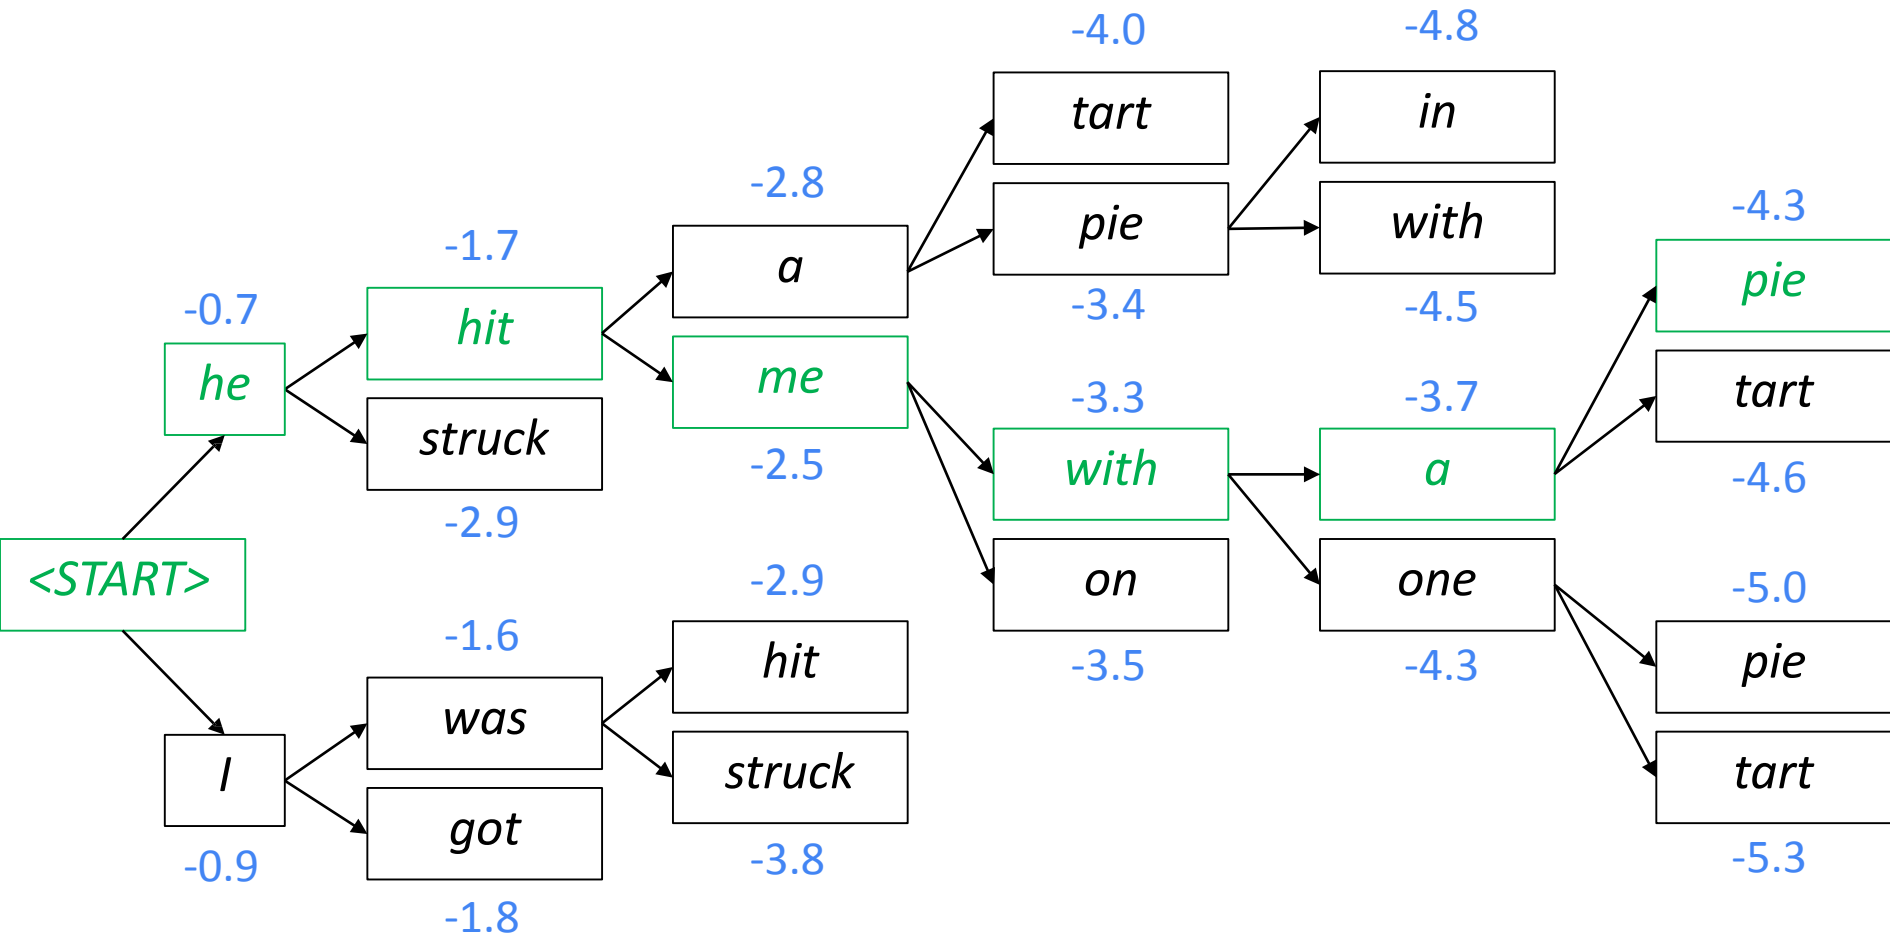 -4.0
-4.8
tart
in
-2.8
-4.3
pie
with
-1.7
a
pie
-0.7
-3.4
-4.5
hit
he
me
-3.3
-3.7
tart
struck
-2.5
with
a
-4.6
-2.9
<START>
-2.9
on
one
-5.0
-1.6
hit
-3.5
-4.3
pie
was
I
struck
tart
got
-0.9
-3.8
-5.3
-1.8